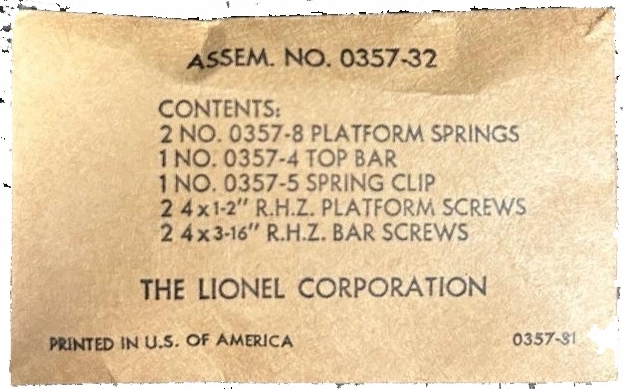 ASSEM. NO. 0357-32
CONTENTS:
2 NO. 0357-8 PLATFORM SPRINGS
1 NO. 0357-4 TOP BAR
1 NO. 0357-5 SPRING CLIP
2 4x1-2" R.H.Z. PLATFORM SCREWS
2 4x3-16" R.H.Z. BAR SCREWS
THE LIONEL CORPORATION
PRINTED IN U.S. OF AMERICA
0357-81